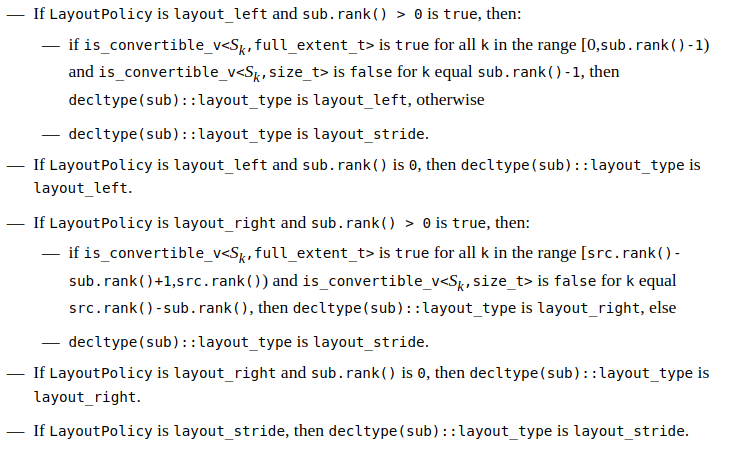 — If LayoutPolicy is layout_left and sub.rank() > 0 is true, then:
— if is_convertible_v<Sk,full_extent_t> is true for all k in the range [0,sub.rank()-1)
and is_convertible_v<Sk,size_t> is false for k equal sub.rank()-1, then
decltype(sub)::layout_type is layout_left, otherwise
— decltype(sub)::layout_type is layout_stride.
— If LayoutPolicy is layout_left and sub.rank() is 0, then decltype(sub)::layout_type is
layout_left.
— If LayoutPolicy is layout_right and sub.rank() > 0 is true, then:
— if is_convertible_v<Sk,full_extent_t> is true for all k in the range [src.rank()-
sub.rank()+1,src.rank()) and is_convertible_v<Sk,size_t> is false for k equal
src.rank()-sub.rank(), then decltype(sub)::layout_type is layout_right, else
— decltype(sub)::layout_type is layout_stride.
— If LayoutPolicy is layout_right and sub.rank() is 0, then decltype(sub)::layout_type is
layout_right.
— If LayoutPolicy is layout_stride, then decltype(sub)::layout_type is layout_stride.